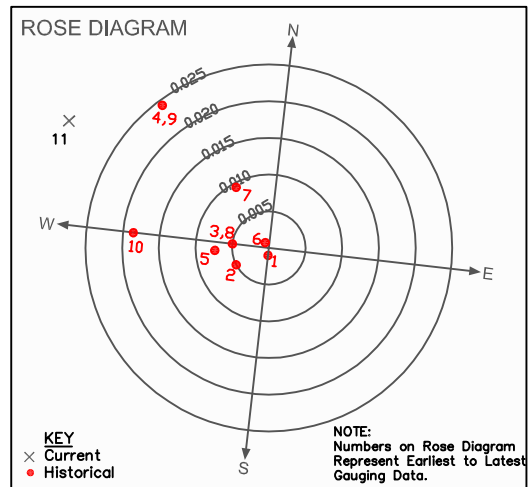 ROSE DIAGRAM
N
0.025
4,9
0.020
11
0.015
0.010
7
0.005
W
3,8
6
10
5
1
2
E
KEY
× Current
Historical
S
NOTE:
Numbers on Rose Diagram
Represent Earliest to Latest
Gauging Data.